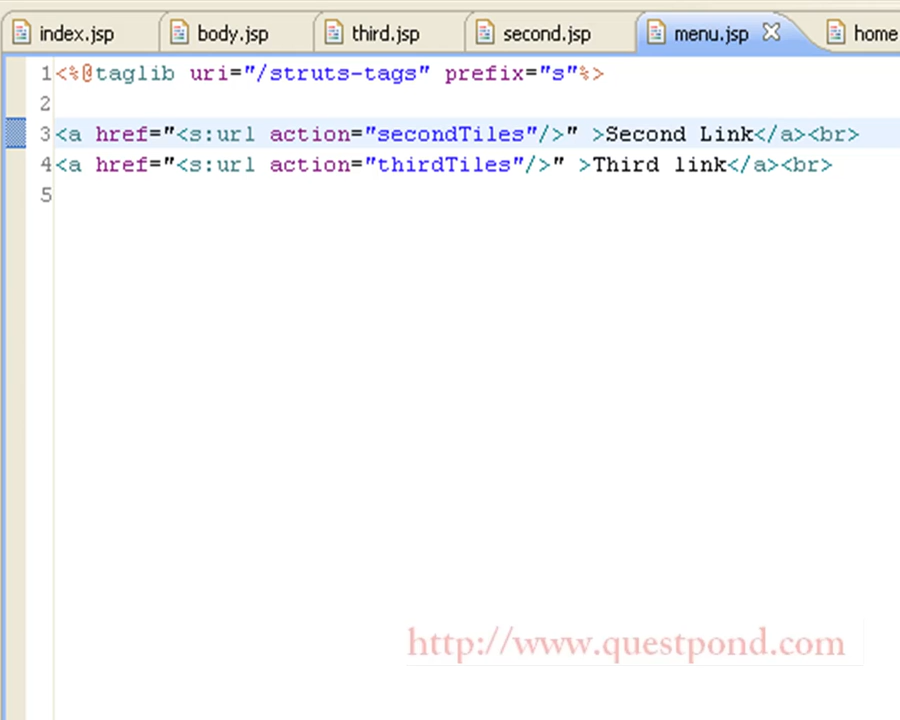 index.jsp body.jsp third.jsp second.jsp menu.jsp home
1 <%@taglib uri="/struts-tags" prefix="s"%>
2
3 <a href="<s:url action="secondTiles"/>" >Second Link</a><br>
4 <a href="<s:url action="thirdTiles"/>" >Third link</a><br>
5
http://www.questpond.com